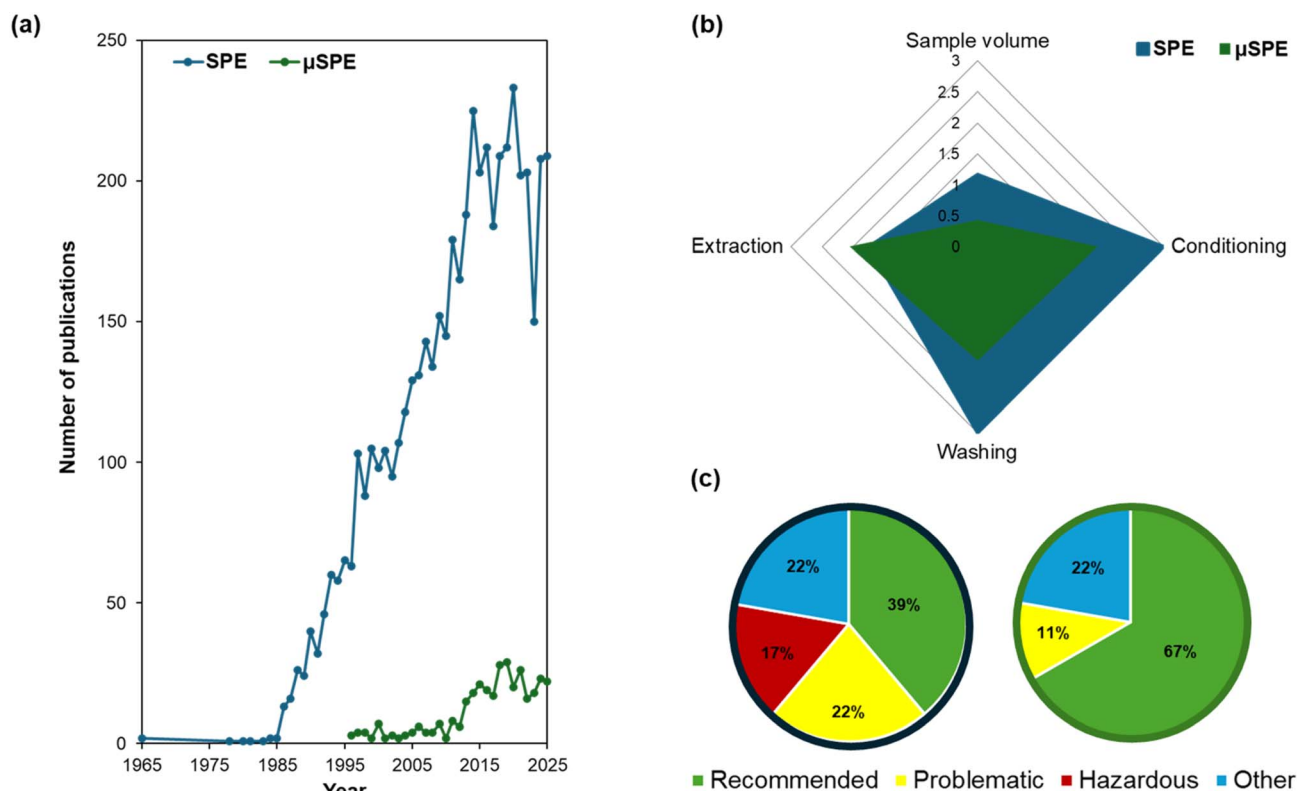 (a)
250
200
150
100
50
0
SPE
µSPE
Number of publications
1965 1975 1985 1995 2005 2015 2025
Year
(b)
Sample volume
SPE
µSPE
3
2.5
2
1.5
1
0.5
0
Extraction
Conditioning
Washing
(c)
22%
39%
17%
22%
22%
11%
67%
Recommended Problematic Hazardous Other